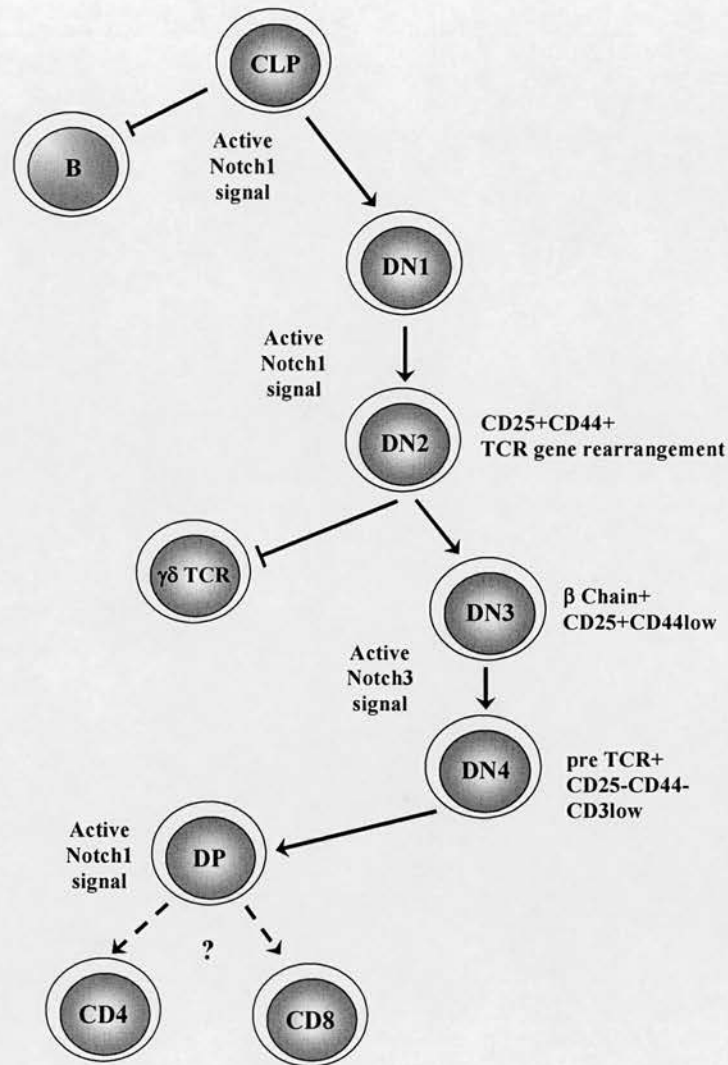 CLP
B
Active
Notch1
signal
DN1
Active
Notch1
signal
DN2
CD25+CD44+
TCR gene rearrangement
γδ TCR
DN3
β Chain+
CD25+CD44low
Active
Notch3
signal
DN4
pre TCR+
CD25-CD44-
CD3low
Active
Notch1
signal
DP
?
CD4
CD8